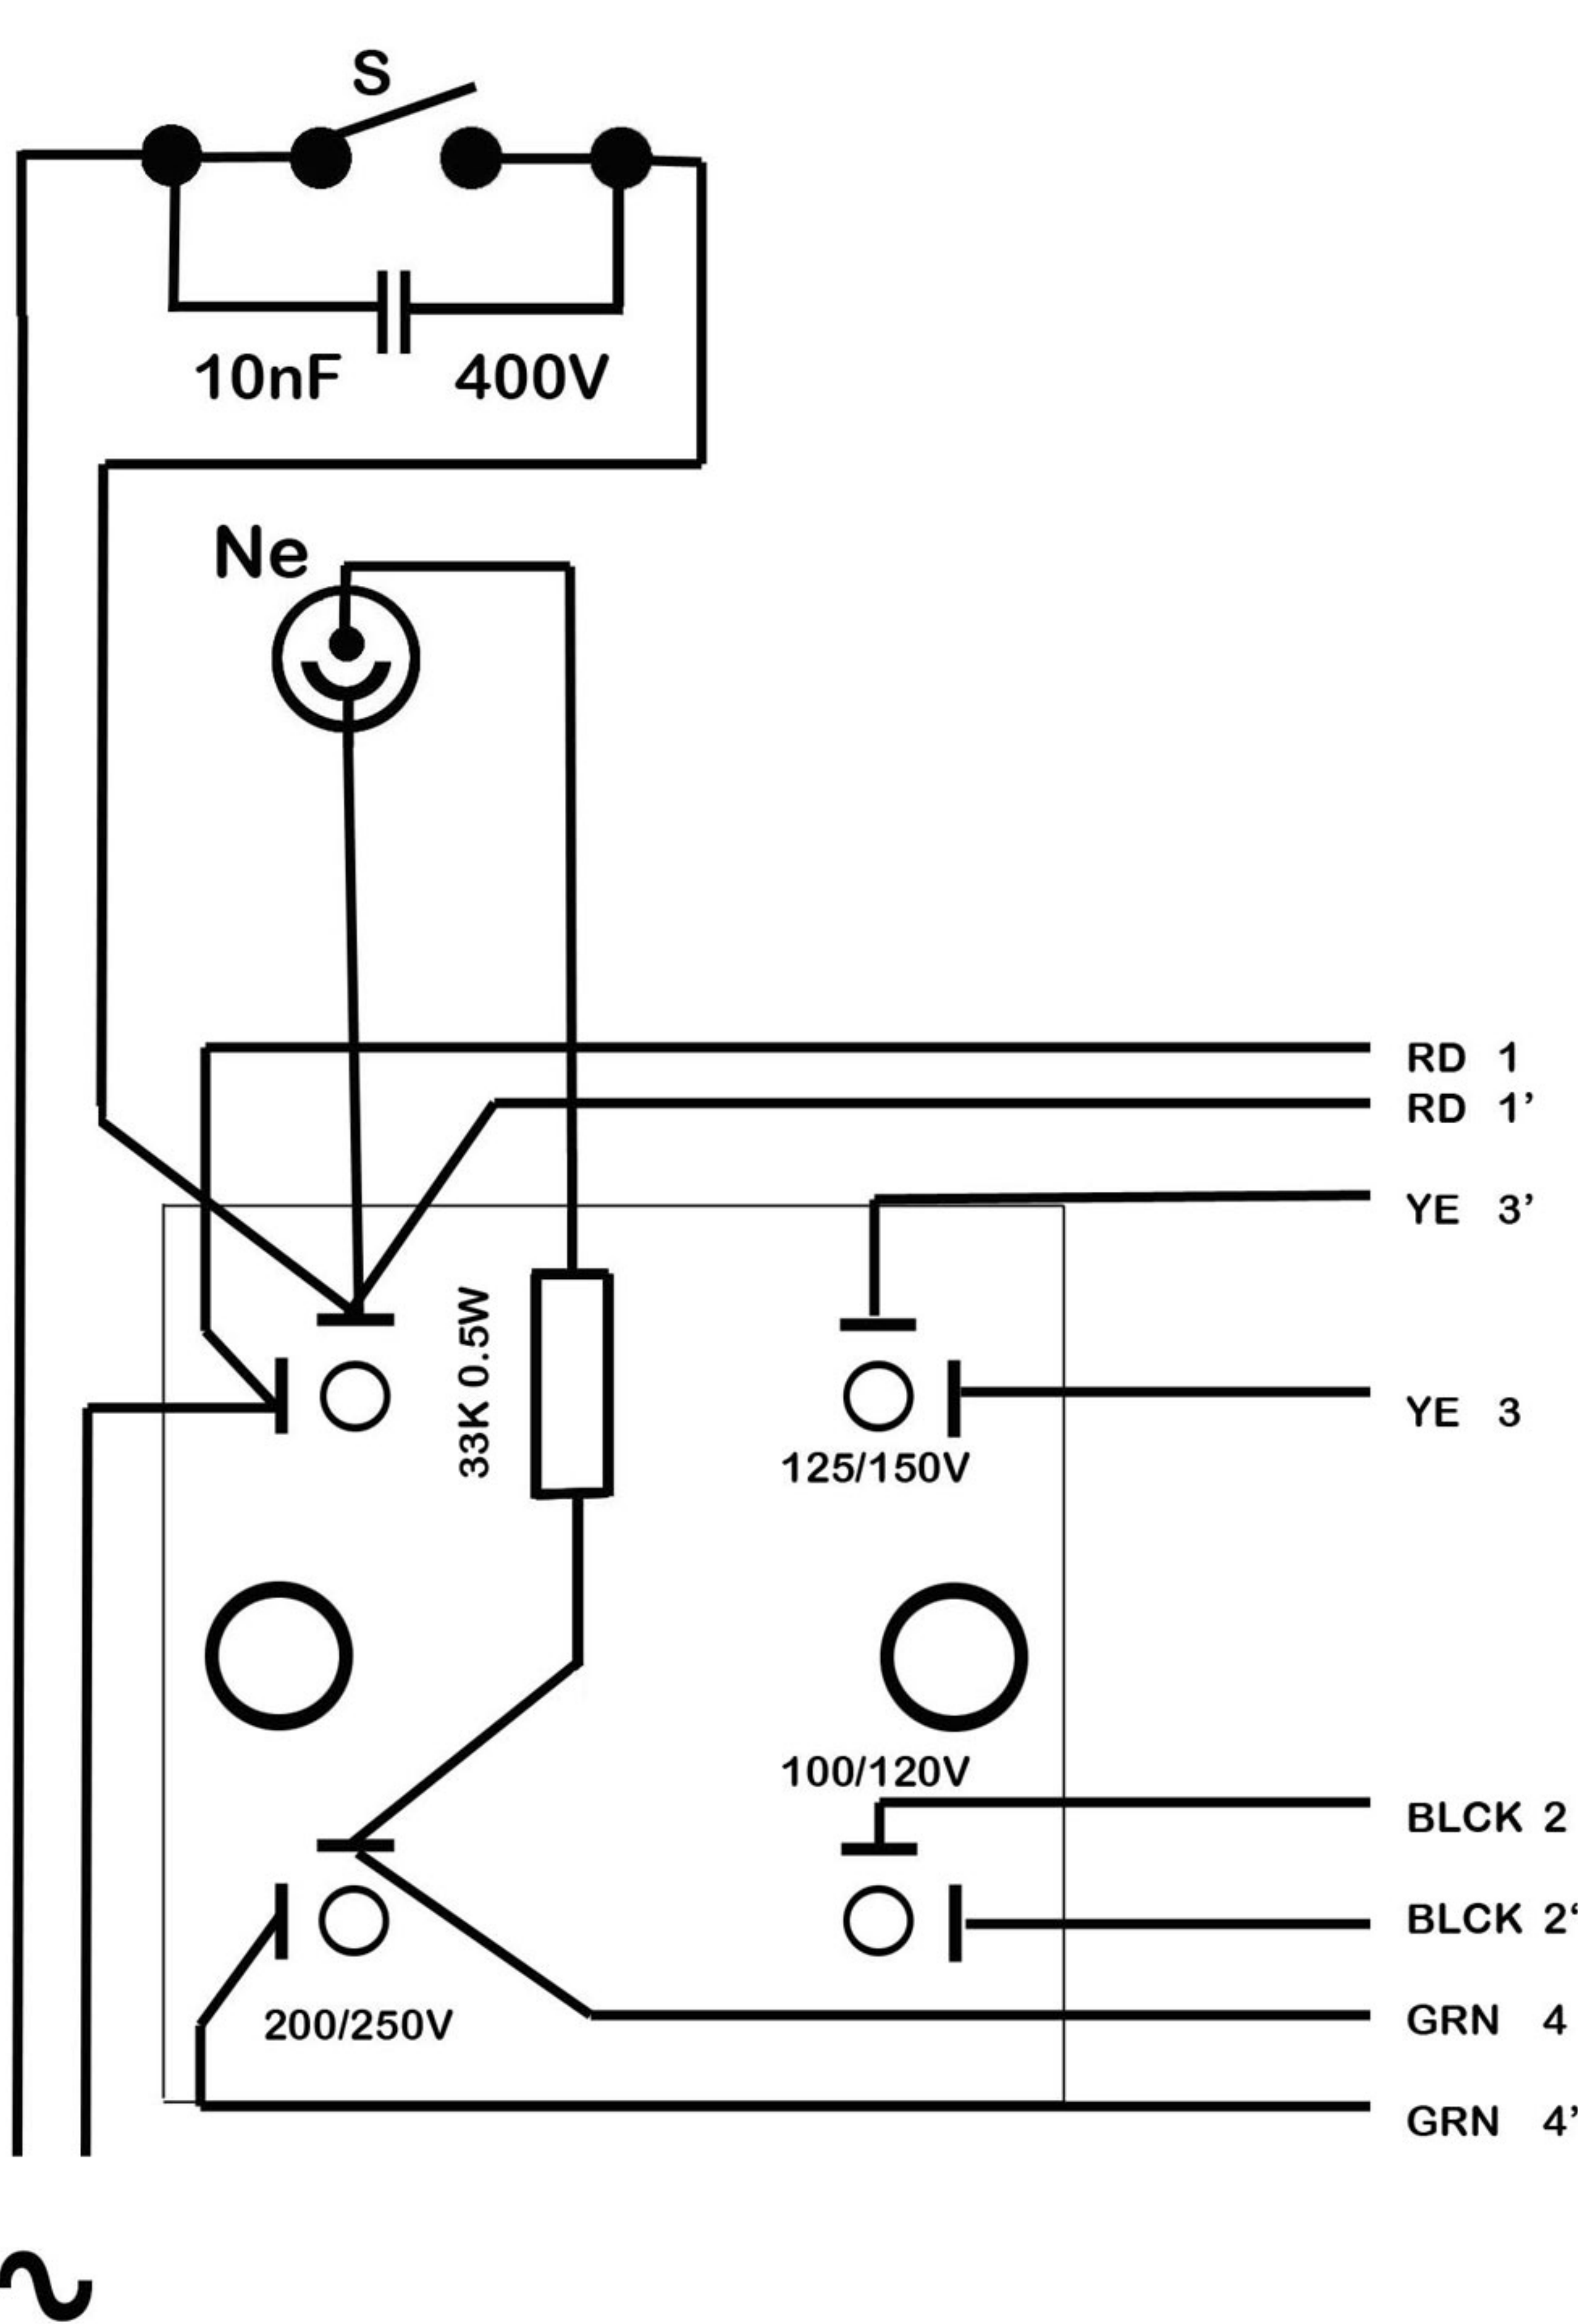 S
10nF 400V
Ne
RD 1
RD 1’
YE 3’
33K 0.5W
YE 3
125/150V
100/120V
BLCK 2
BLCK 2‘
200/250V
GRN 4
GRN 4’
~